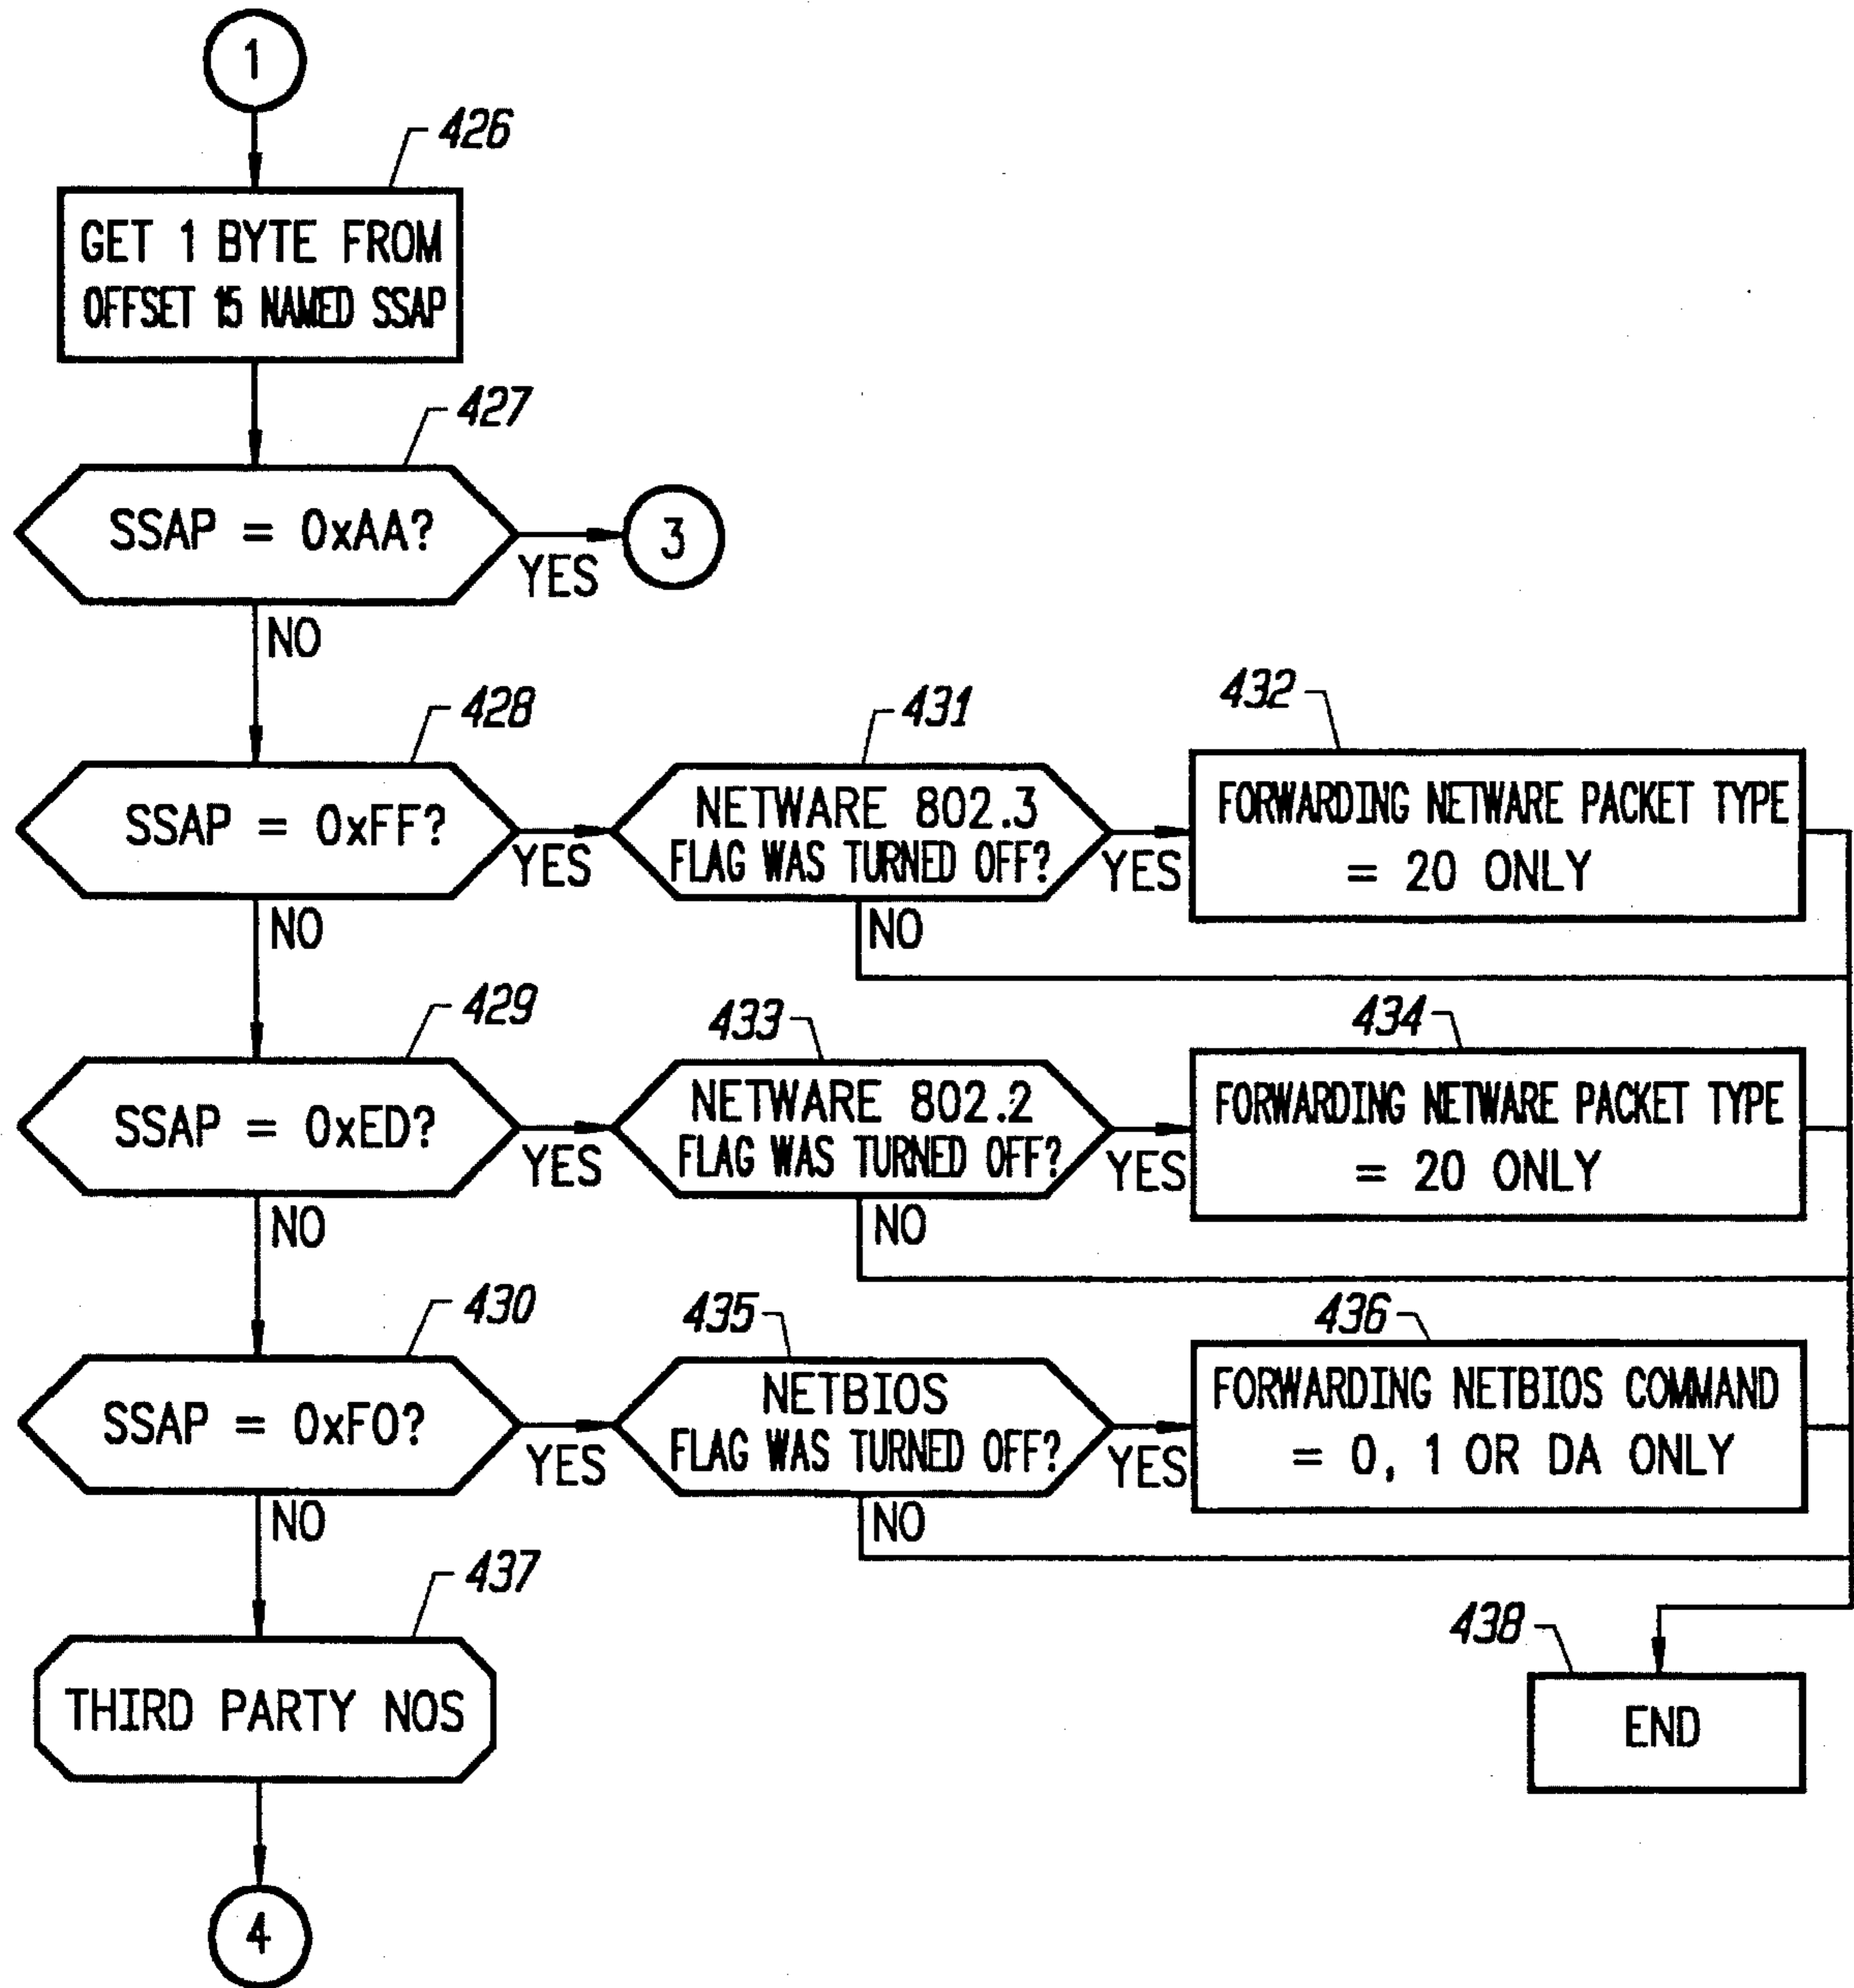 1
426
GET 1 BYTE FROM
OFFSET 15 NAMED SSAP
427
SSAP = 0xAA?
YES
3
NO
428
SSAP = 0xFF?
YES
431
NETWARE 802.3
FLAG WAS TURNED OFF?
YES
432
FORWARDING NETWARE PACKET TYPE
= 20 ONLY
NO
NO
429
SSAP = 0xED?
YES
433
NETWARE 802.2
FLAG WAS TURNED OFF?
YES
434
FORWARDING NETWARE PACKET TYPE
= 20 ONLY
NO
NO
430
SSAP = 0xF0?
YES
435
NETBIOS
FLAG WAS TURNED OFF?
YES
436
FORWARDING NETBIOS COMMAND
= 0, 1 OR DA ONLY
NO
NO
437
THIRD PARTY NOS
438
END
4